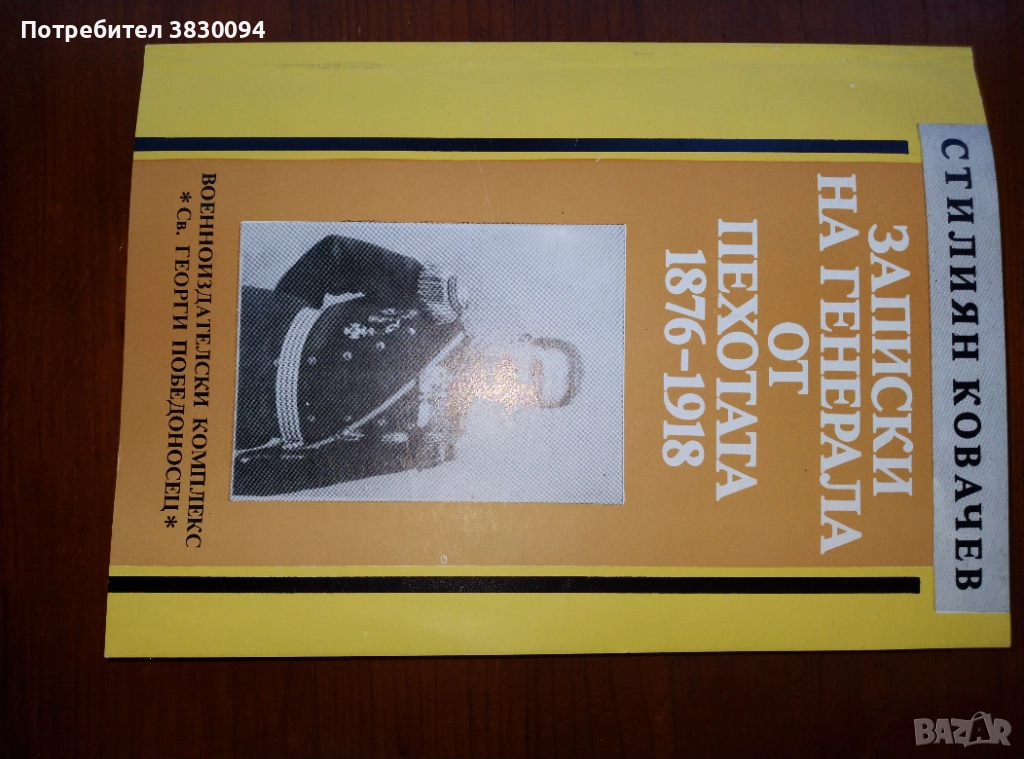 Потребител 3830094
СТИЛИЯН КОВАЧЕВ
ЗАПИСКИ
НА ГЕНЕРАЛА
ОТ
ПЕХОТАТА
1876-1918
ВОЕННОИЗДАТЕЛСКИ КОМПЛЕКС
*Св. ГЕОРГИ ПОБЕДОНОСЕЦ*
BAZAR